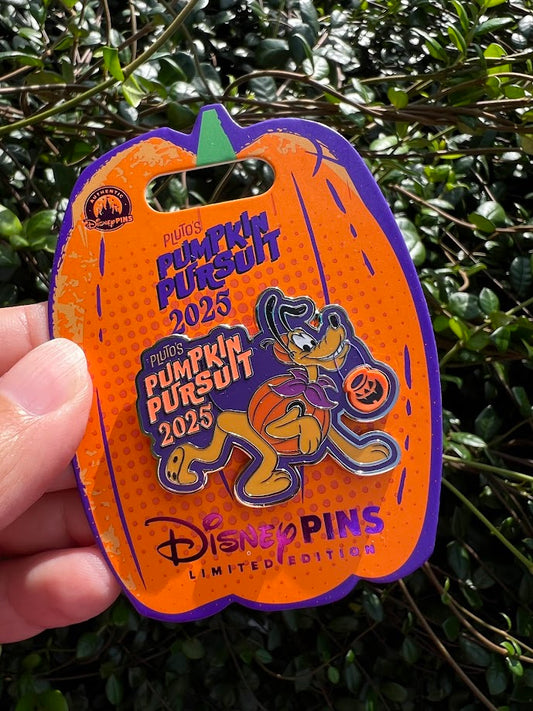 AUTHENTIC
Disney PINS
PLUTO'S
PUMPKIN
PURSUIT
2025
PLUTO'S
PUMPKIN
PURSUIT
2025
Disney PINS
LIMITED EDITION